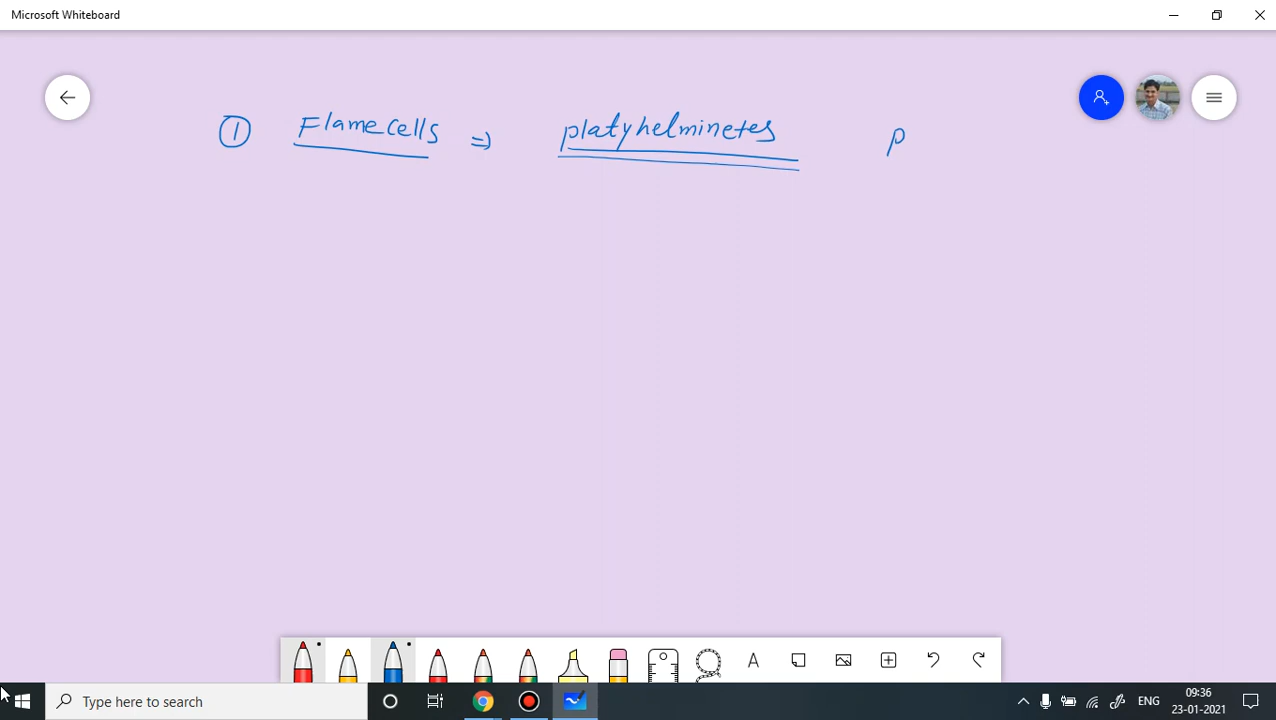 Microsoft Whiteboard
① Flame cells ⇒ platyhelminetes p
A
Type here to search
ENG
09:36
23-01-2021